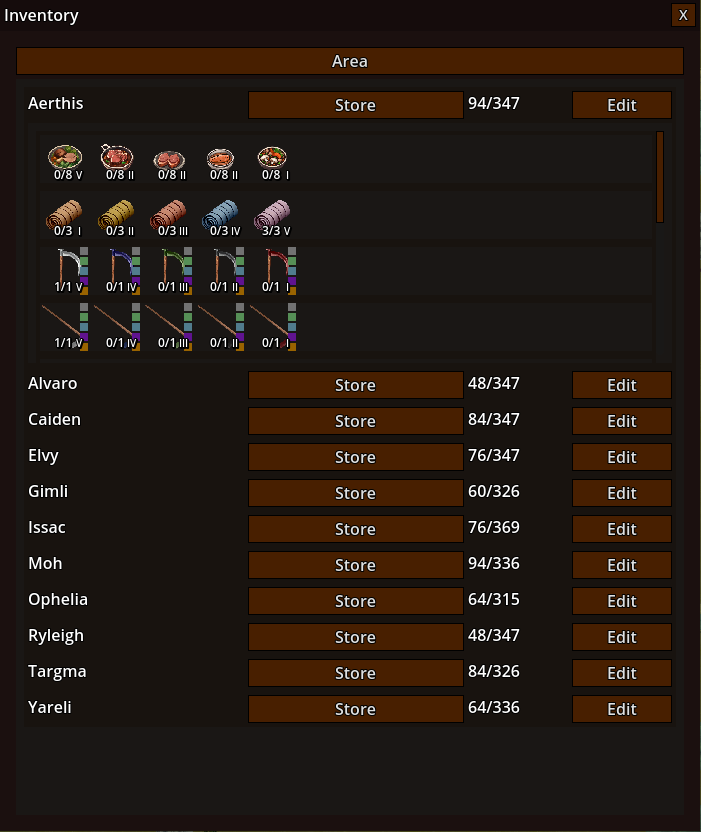 Inventory X
Area
Aerthis Store 94/347 Edit
0/8 V 0/8 II 0/8 II 0/8 II 0/8 I
0/3 I 0/3 II 0/3 III 0/3 IV 3/3 V
1/1 V 0/1 IV 0/1 III 0/1 II 0/1 I
1/1 V 0/1 IV 0/1 III 0/1 II 0/1 I
Alvaro Store 48/347 Edit
Caiden Store 84/347 Edit
Elvy Store 76/347 Edit
Gimli Store 60/326 Edit
Issac Store 76/369 Edit
Moh Store 94/336 Edit
Ophelia Store 64/315 Edit
Ryleigh Store 48/347 Edit
Targma Store 84/326 Edit
Yareli Store 64/336 Edit